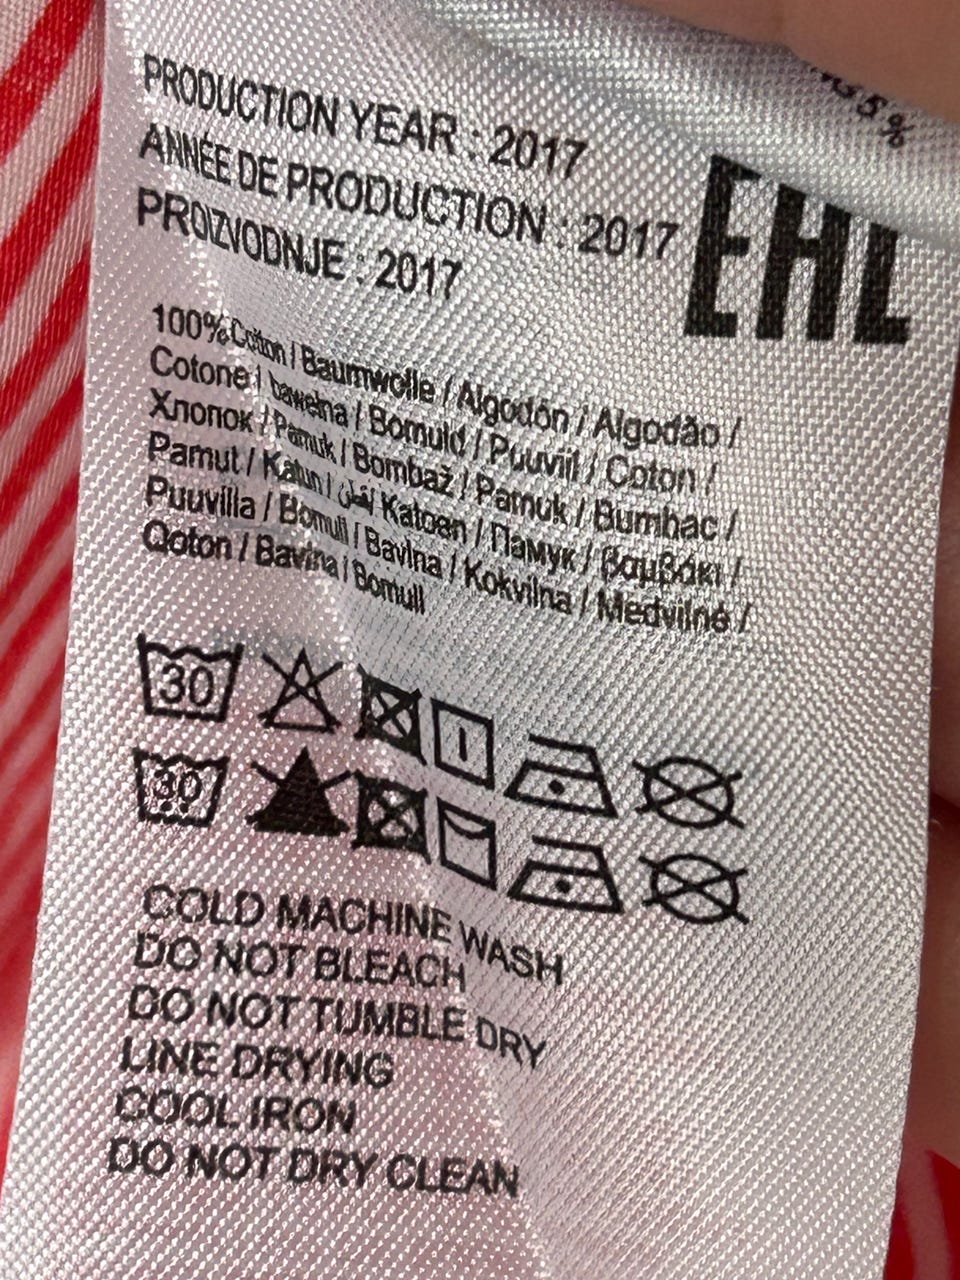 65%
PRODUCTION YEAR : 2017
ANNÉE DE PRODUCTION : 2017
PROIZVODNJE : 2017
EAC
100% Cotton / Baumwolle / Algodón / Algodão /
Cotone / bawełna / Bomuld / Puuvill / Coton /
Хлопок / Pamuk / Bombaž / Pamuk / Bumbac /
Pamut / Katun / قطن / Katoen / Памук / βαμβάκι /
Puuvilla / Bomull / Bavlna / Kokvilna / Medvilnė /
Qoton / Bavlna / Bomull
30
30
COLD MACHINE WASH
DO NOT BLEACH
DO NOT TUMBLE DRY
LINE DRYING
COOL IRON
DO NOT DRY CLEAN